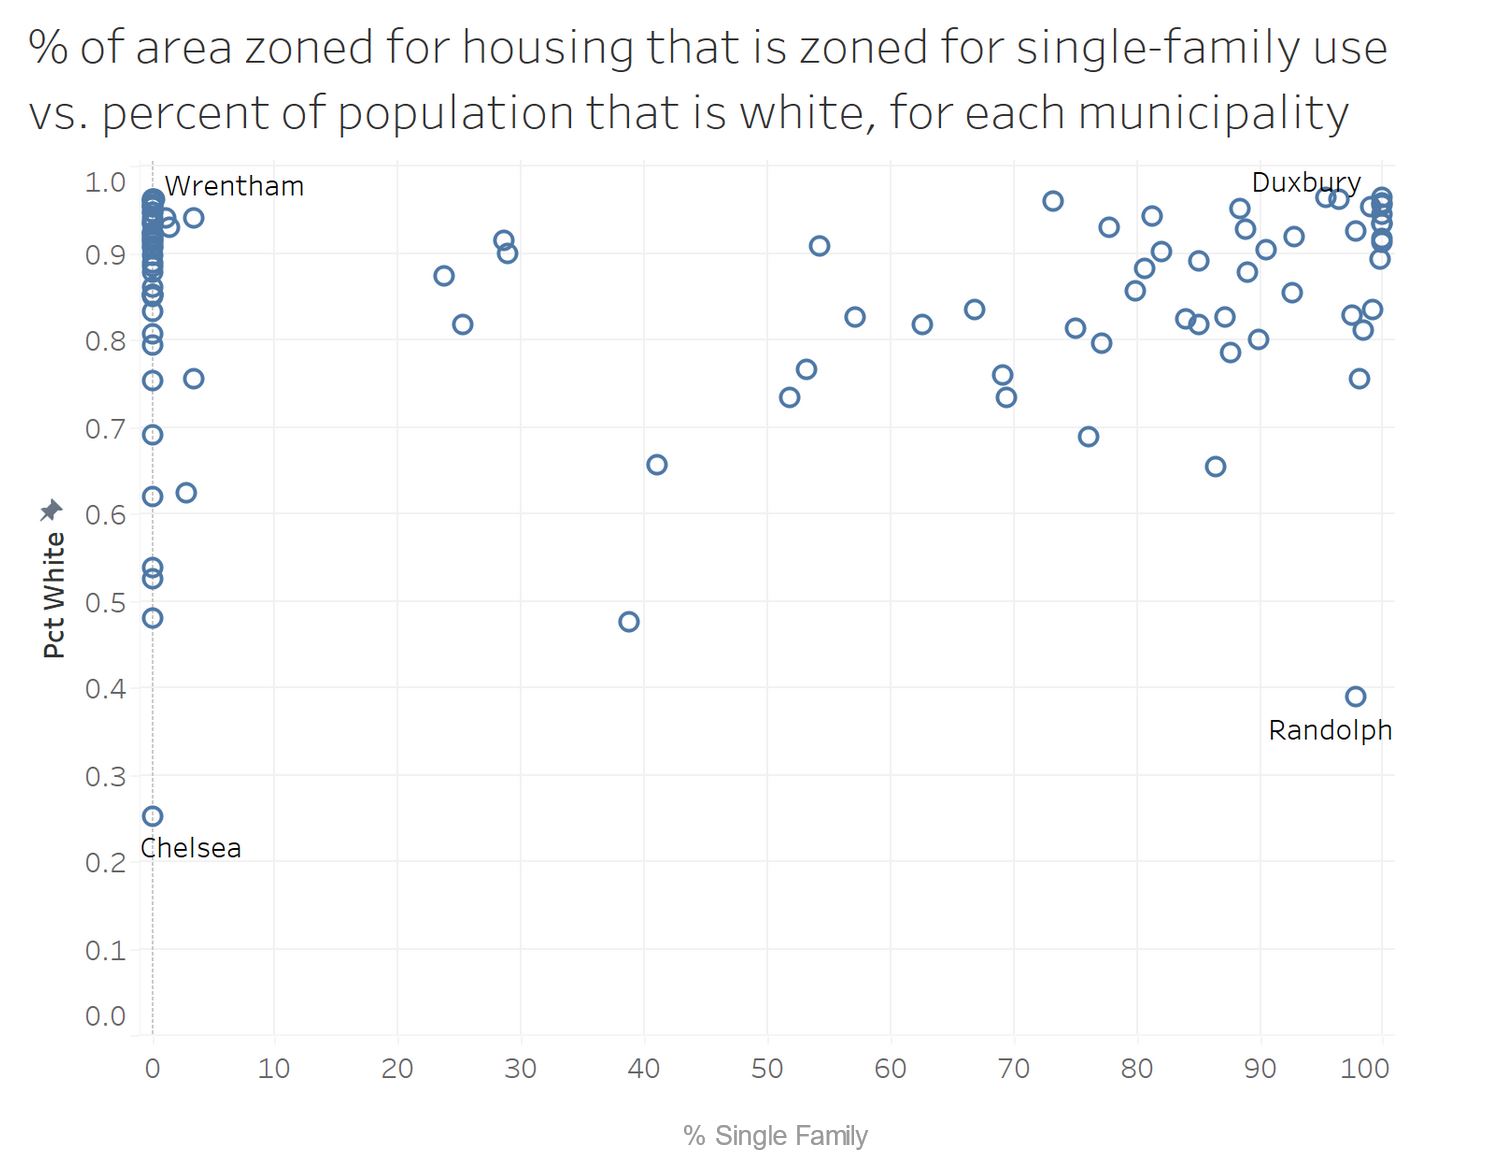 % of area zoned for housing that is zoned for single-family use
vs. percent of population that is white, for each municipality
1.0
Wrentham
Duxbury
0.9
0.8
0.7
0.6
Pct White
0.5
0.4
Randolph
0.3
Chelsea
0.2
0.1
0.0
0 10 20 30 40 50 60 70 80 90 100
% Single Family